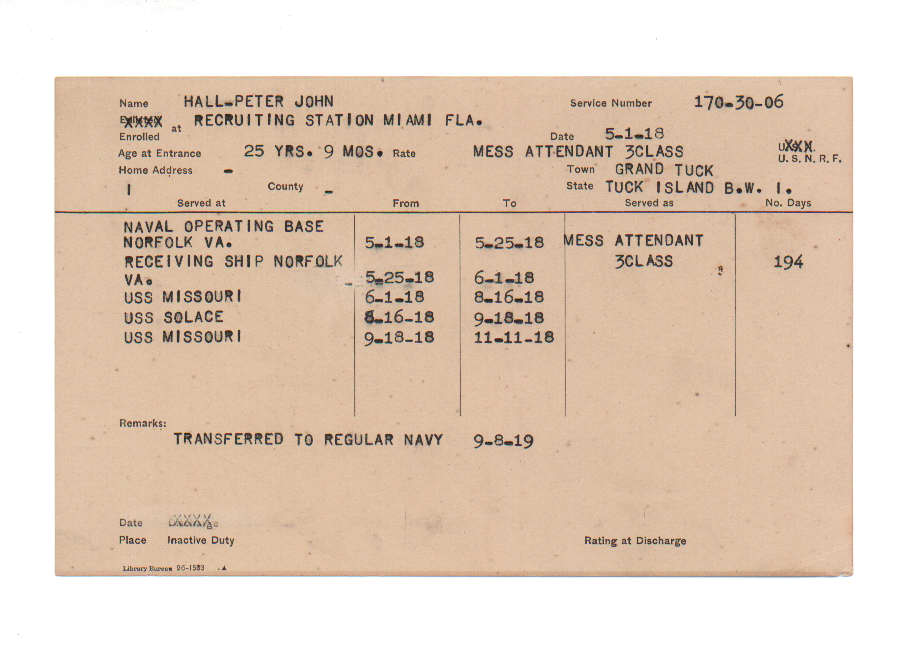 Name HALL-PETER JOHN Service Number 170-30-06
Enrolled at RECRUITING STATION MIAMI FLA. Date 5-1-18
Age at Entrance 25 YRS. 9 MOS. Rate MESS ATTENDANT 3CLASS U. S. N. R. F.
Home Address - Town GRAND TUCK
1 County - State TUCK ISLAND B.W. I.
Served at From To Served as No. Days
NAVAL OPERATING BASE
NORFOLK VA. 5-1-18 5-25-18 MESS ATTENDANT
RECEIVING SHIP NORFOLK 3CLASS 194
VA. 5-25-18 6-1-18
USS MISSOURI 6-1-18 8-16-18
USS SOLACE 8-16-18 9-18-18
USS MISSOURI 9-18-18 11-11-18
Remarks:
TRANSFERRED TO REGULAR NAVY 9-8-19
Date
Place Inactive Duty Rating at Discharge
Library Bureau 96-1583